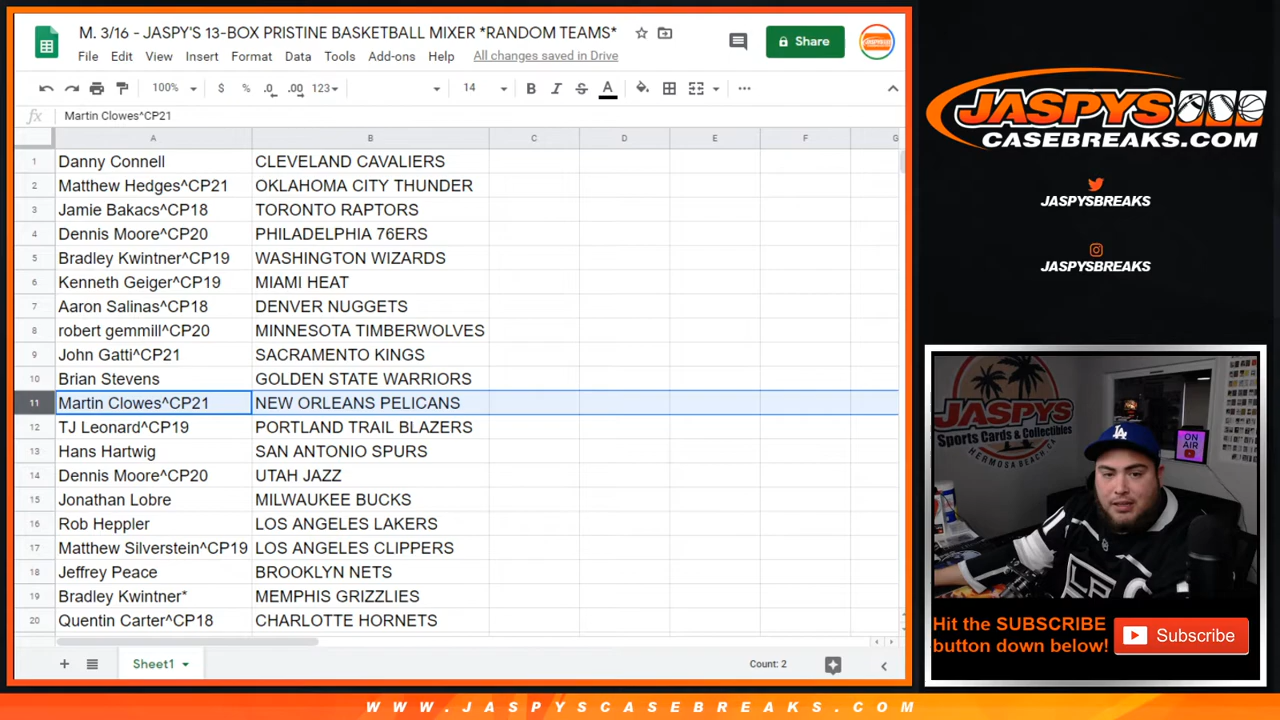 M. 3/16 - JASPY'S 13-BOX PRISTINE BASKETBALL MIXER *RANDOM TEAMS*
File Edit View Insert Format Data Tools Add-ons Help All changes saved in Drive
Share
100% $ % .0 .00 123 14 B I S A
fx Martin Clowes^CP21
A B C D E F G
1 Danny Connell CLEVELAND CAVALIERS
2 Matthew Hedges^CP21 OKLAHOMA CITY THUNDER
3 Jamie Bakacs^CP18 TORONTO RAPTORS
4 Dennis Moore^CP20 PHILADELPHIA 76ERS
5 Bradley Kwintner^CP19 WASHINGTON WIZARDS
6 Kenneth Geiger^CP19 MIAMI HEAT
7 Aaron Salinas^CP18 DENVER NUGGETS
8 robert gemmill^CP20 MINNESOTA TIMBERWOLVES
9 John Gatti^CP21 SACRAMENTO KINGS
10 Brian Stevens GOLDEN STATE WARRIORS
11 Martin Clowes^CP21 NEW ORLEANS PELICANS
12 TJ Leonard^CP19 PORTLAND TRAIL BLAZERS
13 Hans Hartwig SAN ANTONIO SPURS
14 Dennis Moore^CP20 UTAH JAZZ
15 Jonathan Lobre MILWAUKEE BUCKS
16 Rob Heppler LOS ANGELES LAKERS
17 Matthew Silverstein^CP19 LOS ANGELES CLIPPERS
18 Jeffrey Peace BROOKLYN NETS
19 Bradley Kwintner* MEMPHIS GRIZZLIES
20 Quentin Carter^CP18 CHARLOTTE HORNETS
Sheet1 Count: 2
JASPYS
CASEBREAKS.COM
JASPYSBREAKS
JASPYSBREAKS
JASPYS
Sports Cards & Collectibles
HERMOSA BEACH, CA
ON AIR
LA
Hit the SUBSCRIBE
button down below!
Subscribe
WWW.JASPYSCASEBREAKS.COM